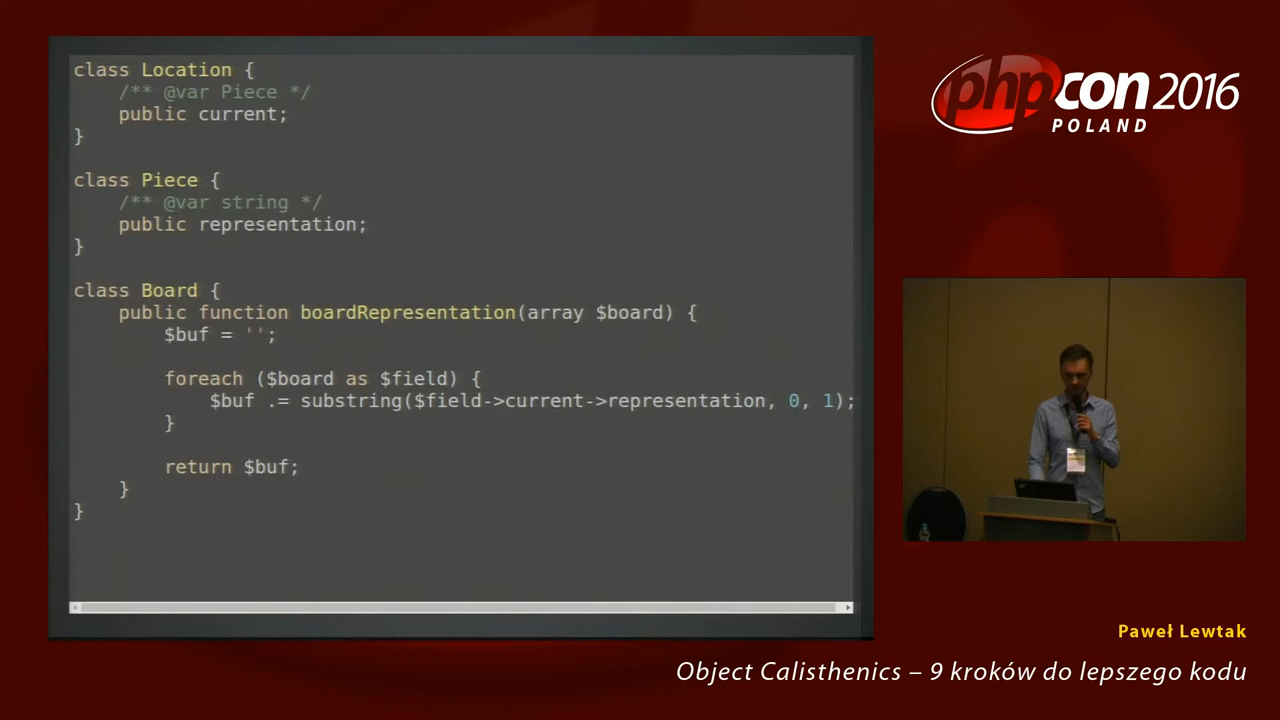 class Location {
    /** @var Piece */
    public current;
}
class Piece {
    /** @var string */
    public representation;
}
class Board {
    public function boardRepresentation(array $board) {
        $buf = '';
        foreach ($board as $field) {
            $buf .= substring($field->current->representation, 0, 1);
        }
        return $buf;
    }
}
phpcon 2016
POLAND
Paweł Lewtak
Object Calisthenics – 9 kroków do lepszego kodu